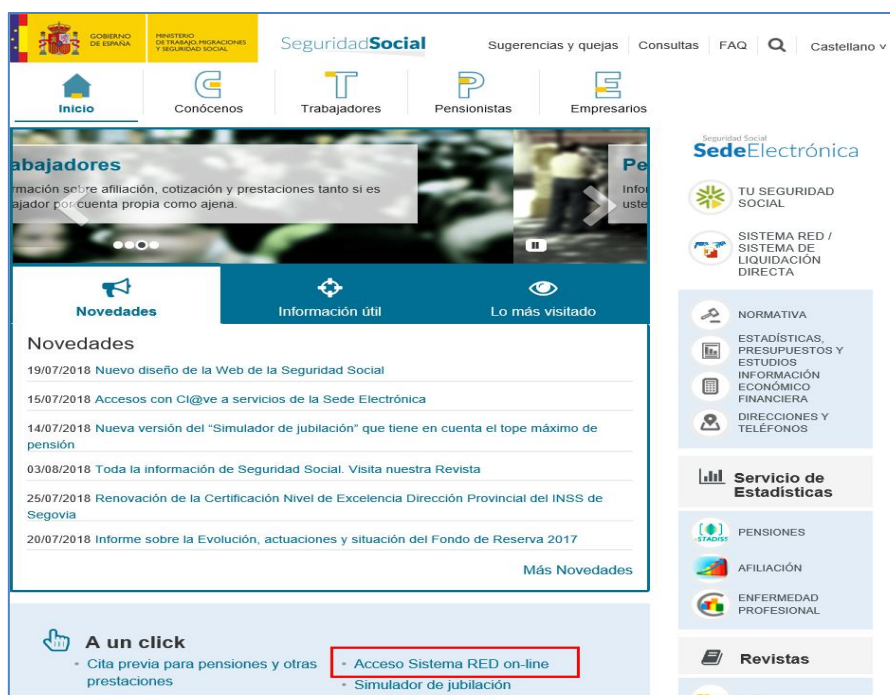 GOBIERNO
DE ESPAÑA
MINISTERIO
DE TRABAJO, MIGRACIONES
Y SEGURIDAD SOCIAL
SeguridadSocial
Sugerencias y quejas
Consultas
FAQ
Castellano
Inicio
Conócenos
Trabajadores
Pensionistas
Empresarios
abajadores
rmación sobre afiliación, cotización y prestaciones tanto si es
ajador por cuenta propia como ajena.
Pe
Infor
uste
Novedades
Información útil
Lo más visitado
Novedades
19/07/2018 Nuevo diseño de la Web de la Seguridad Social
15/07/2018 Accesos con Cl@ve a servicios de la Sede Electrónica
14/07/2018 Nueva versión del "Simulador de jubilación" que tiene en cuenta el tope máximo de
pensión
03/08/2018 Toda la información de Seguridad Social. Visita nuestra Revista
25/07/2018 Renovación de la Certificación Nivel de Excelencia Dirección Provincial del INSS de
Segovia
20/07/2018 Informe sobre la Evolución, actuaciones y situación del Fondo de Reserva 2017
Más Novedades
A un click
Cita previa para pensiones y otras
prestaciones
Acceso Sistema RED on-line
Simulador de jubilación
Seguridad Social
SedeElectrónica
TU SEGURIDAD
SOCIAL
SISTEMA RED /
SISTEMA DE
LIQUIDACIÓN
DIRECTA
NORMATIVA
ESTADÍSTICAS,
PRESUPUESTOS Y
ESTUDIOS
INFORMACIÓN
ECONÓMICO
FINANCIERA
DIRECCIONES Y
TELÉFONOS
Servicio de
Estadísticas
STADISS
PENSIONES
AFILIACIÓN
ENFERMEDAD
PROFESIONAL
Revistas